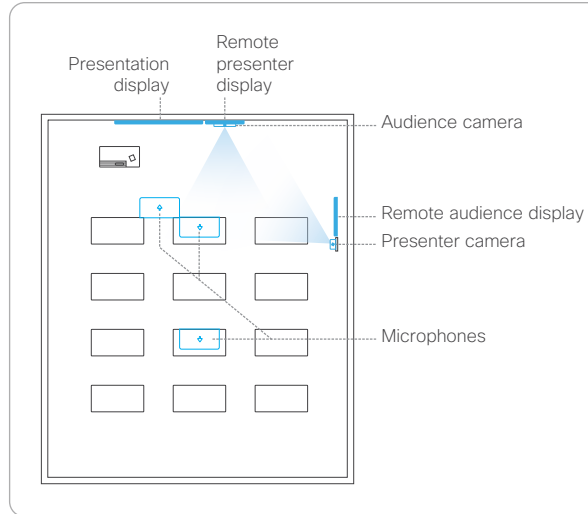 Remote
presenter
display
Presentation
display
Audience camera
Remote audience display
Presenter camera
Microphones